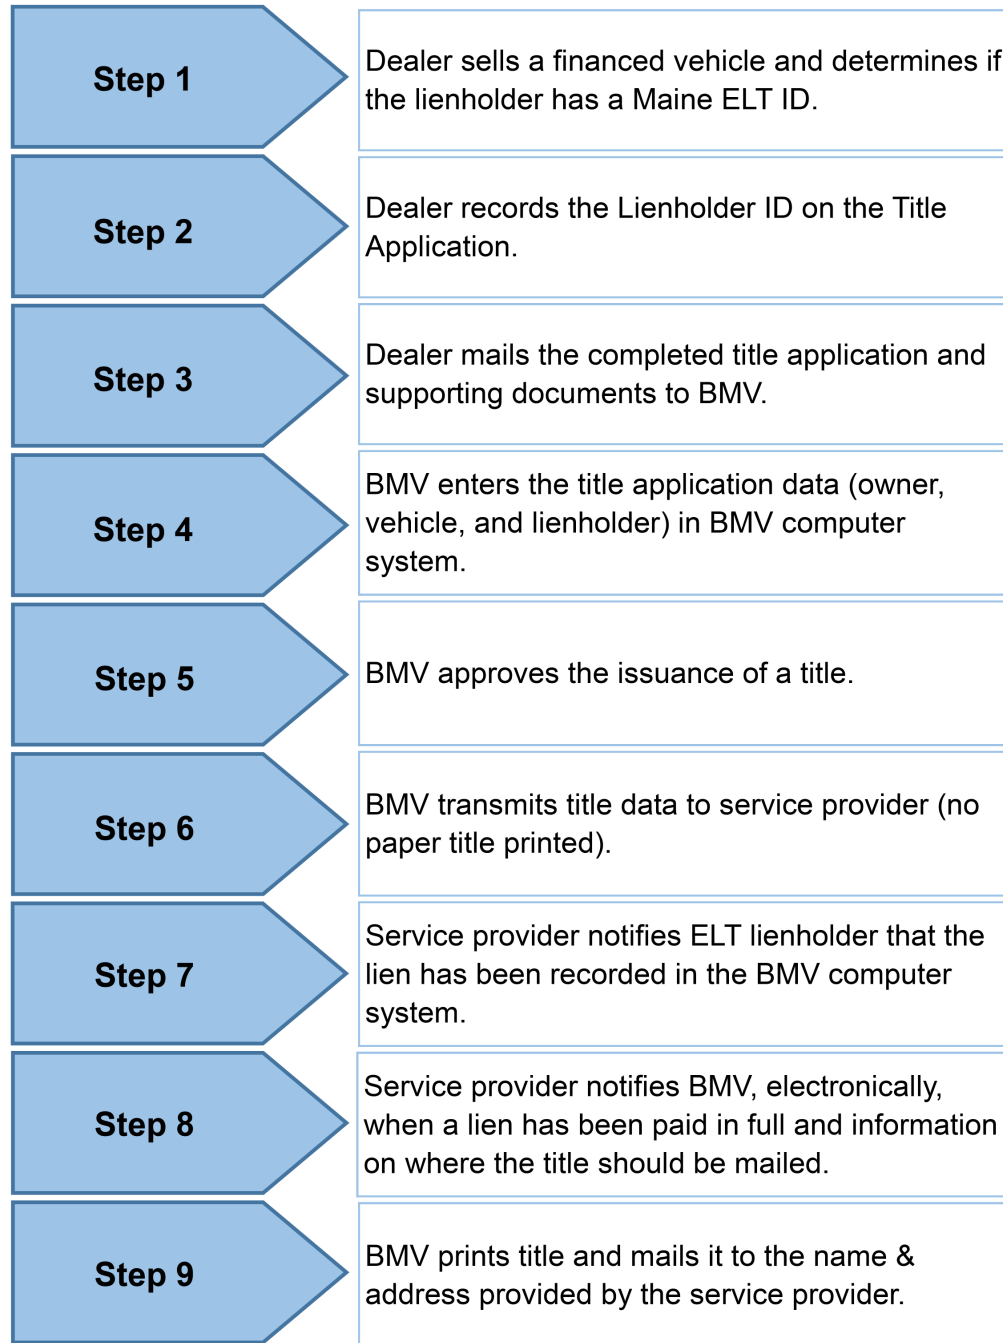 Step 1
Dealer sells a financed vehicle and determines if
the lienholder has a Maine ELT ID.
Step 2
Dealer records the Lienholder ID on the Title
Application.
Step 3
Dealer mails the completed title application and
supporting documents to BMV.
Step 4
BMV enters the title application data (owner,
vehicle, and lienholder) in BMV computer
system.
Step 5
BMV approves the issuance of a title.
Step 6
BMV transmits title data to service provider (no
paper title printed).
Step 7
Service provider notifies ELT lienholder that the
lien has been recorded in the BMV computer
system.
Step 8
Service provider notifies BMV, electronically,
when a lien has been paid in full and information
on where the title should be mailed.
Step 9
BMV prints title and mails it to the name &
address provided by the service provider.